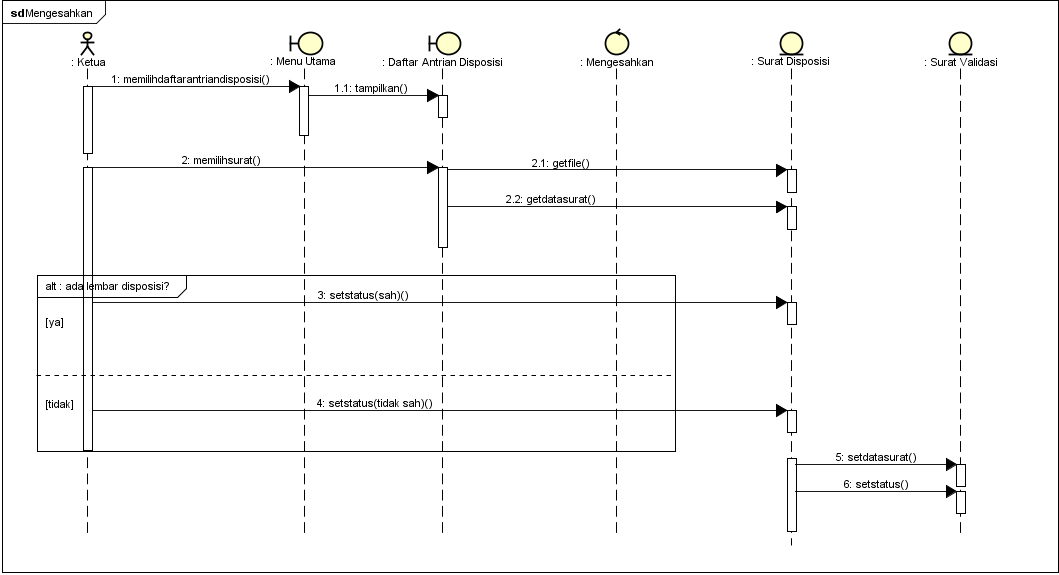 sd Mengesahkan
: Ketua
: Menu Utama
: Daftar Antrian Disposisi
: Mengesahkan
: Surat Disposisi
: Surat Validasi
1: memilihdaftarantriandisposisi()
1.1: tampilkan()
2: memilihsurat()
2.1: getfile()
2.2: getdatasurat()
alt : ada lembar disposisi?
3: setstatus(sah)()
[ya]
4: setstatus(tidak sah)()
[tidak]
5: setdatasurat()
6: setstatus()